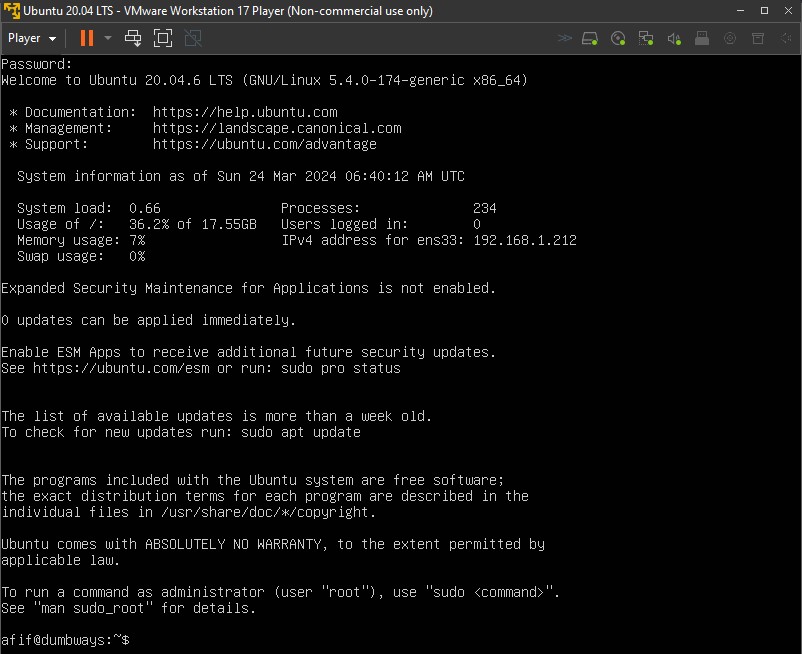 Ubuntu 20.04 LTS - VMware Workstation 17 Player (Non-commercial use only)
Player
Password:
Welcome to Ubuntu 20.04.6 LTS (GNU/Linux 5.4.0-174-generic x86_64)
* Documentation:  https://help.ubuntu.com
* Management:     https://landscape.canonical.com
* Support:        https://ubuntu.com/advantage
System information as of Sun 24 Mar 2024 06:40:12 AM UTC
System load:  0.66               Processes:              234
Usage of /:   36.2% of 17.55GB   Users logged in:        0
Memory usage: 7%                 IPv4 address for ens33: 192.168.1.212
Swap usage:   0%
Expanded Security Maintenance for Applications is not enabled.
0 updates can be applied immediately.
Enable ESM Apps to receive additional future security updates.
See https://ubuntu.com/esm or run: sudo pro status
The list of available updates is more than a week old.
To check for new updates run: sudo apt update
The programs included with the Ubuntu system are free software;
the exact distribution terms for each program are described in the
individual files in /usr/share/doc/*/copyright.
Ubuntu comes with ABSOLUTELY NO WARRANTY, to the extent permitted by
applicable law.
To run a command as administrator (user "root"), use "sudo <command>".
See "man sudo_root" for details.
afif@dumbways:~$